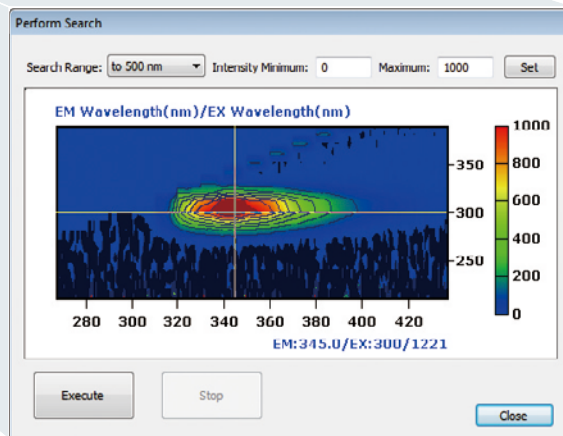 Perform Search
Search Range: to 500 nm Intensity Minimum: 0 Maximum: 1000 Set
EM Wavelength(nm)/EX Wavelength(nm)
1000
800
600
400
200
0
350
300
250
280 300 320 340 360 380 400 420
EM:345.0/EX:300/1221
Execute Stop
Close